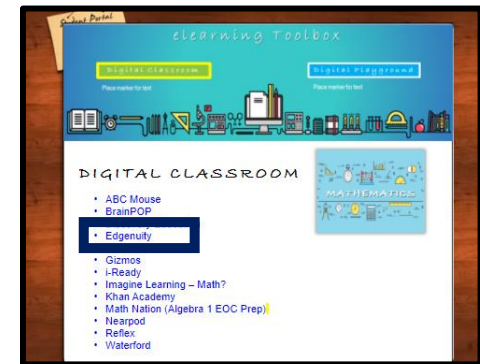 Student Portal
elearning Toolbox
Digital Classroom
Digital Playground
Place marker for text
Place marker for text
DIGITAL CLASSROOM
MATHEMATICS
• ABC Mouse
• BrainPOP
• Edgenuity
• Gizmos
• i-Ready
• Imagine Learning – Math?
• Khan Academy
• Math Nation (Algebra 1 EOC Prep)
• Nearpod
• Reflex
• Waterford